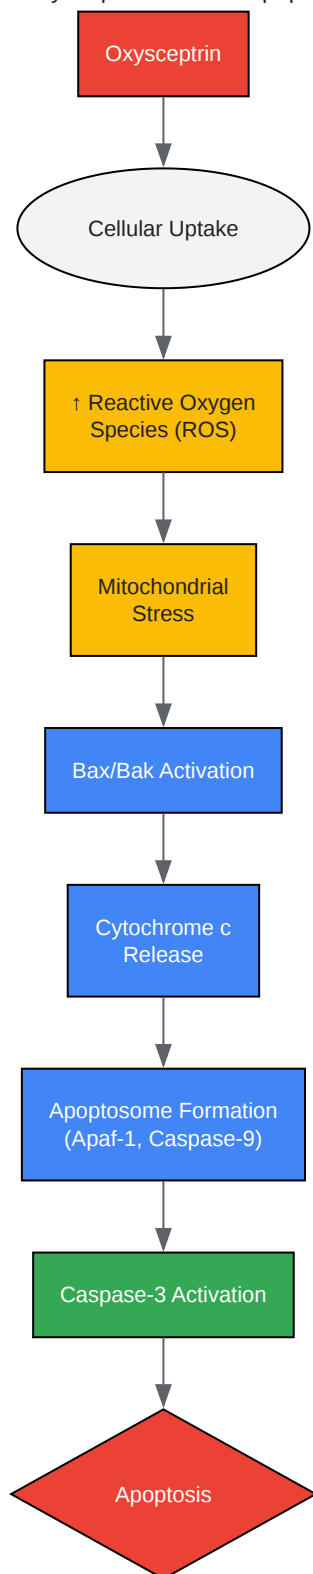 Oxysceptrin
Cellular Uptake
↑ Reactive Oxygen
Species (ROS)
Mitochondrial
Stress
Bax/Bak Activation
Cytochrome c
Release
Apoptosome Formation
(Apaf-1, Caspase-9)
Caspase-3 Activation
Apoptosis